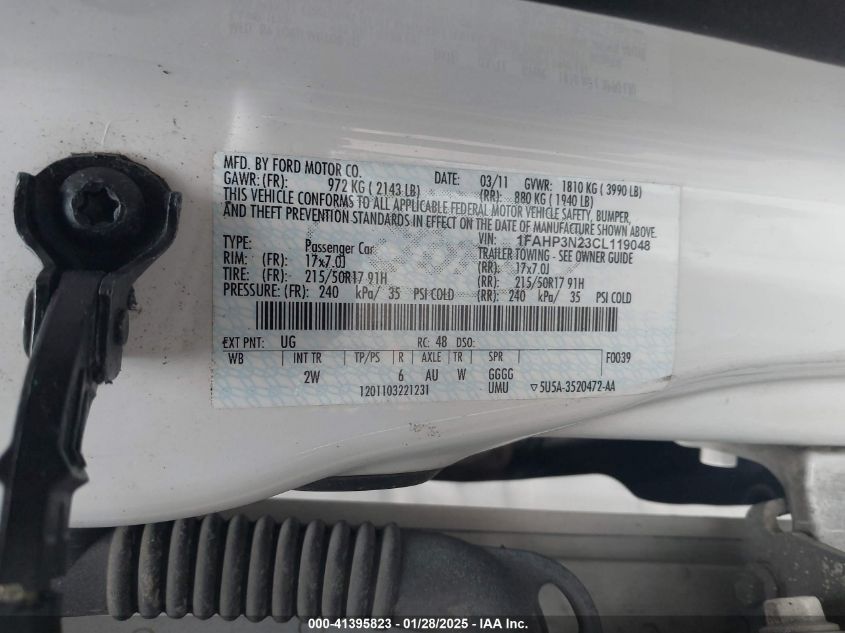 MFD. BY FORD MOTOR CO. DATE: 03/11 GVWR: 1810 KG ( 3990 LB)
GAWR: (FR): 972 KG ( 2143 LB) (RR): 880 KG ( 1940 LB)
THIS VEHICLE CONFORMS TO ALL APPLICABLE FEDERAL MOTOR VEHICLE SAFETY, BUMPER,
AND THEFT PREVENTION STANDARDS IN EFFECT ON THE DATE OF MANUFACTURE SHOWN ABOVE.
VIN: 1FAHP3N23CL119048
TYPE: Passenger Car TRAILER TOWING - SEE OWNER GUIDE
RIM: (FR): 17x7.0J (RR): 17x7.0J
TIRE: (FR): 215/50R17 91H (RR): 215/50R17 91H
PRESSURE: (FR): 240 kPa/ 35 PSI COLD (RR): 240 kPa/ 35 PSI COLD
EXT PNT: UG RC: 48 DSO: F0039
WB INT TR TP/PS R AXLE TR SPR
2W 6 AU W GGGG
1201103221231 UMU ▽5U5A-3520472-AA
000-41395823 - 01/28/2025 - IAA Inc.